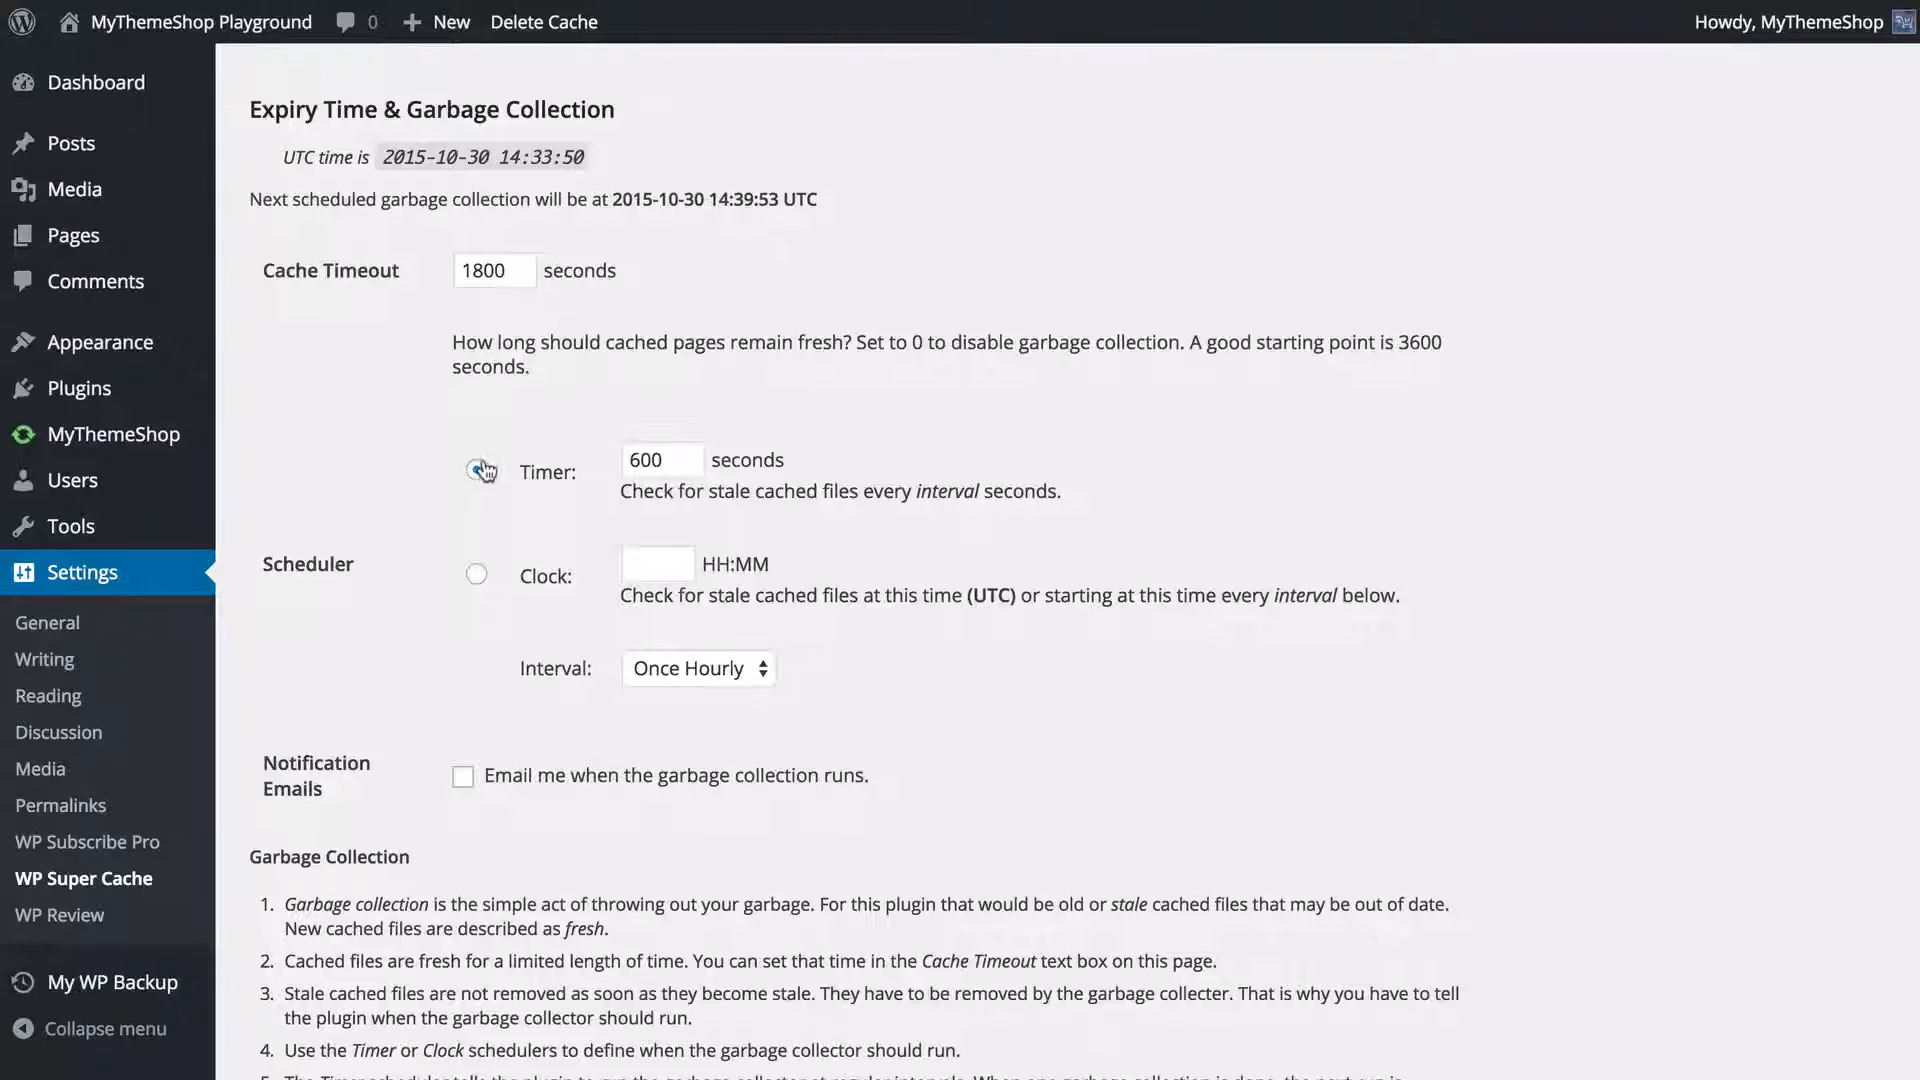 MyThemeShop Playground 0 New Delete Cache Howdy, MyThemeShop
Dashboard
Posts
Media
Pages
Comments
Appearance
Plugins
MyThemeShop
Users
Tools
Settings
General
Writing
Reading
Discussion
Media
Permalinks
WP Subscribe Pro
WP Super Cache
WP Review
My WP Backup
Collapse menu
Expiry Time & Garbage Collection
UTC time is 2015-10-30 14:33:50
Next scheduled garbage collection will be at 2015-10-30 14:39:53 UTC
Cache Timeout 1800 seconds
How long should cached pages remain fresh? Set to 0 to disable garbage collection. A good starting point is 3600
seconds.
Timer: 600 seconds
Check for stale cached files every interval seconds.
Scheduler Clock: HH:MM
Check for stale cached files at this time (UTC) or starting at this time every interval below.
Interval: Once Hourly
Notification
Emails
Email me when the garbage collection runs.
Garbage Collection
1. Garbage collection is the simple act of throwing out your garbage. For this plugin that would be old or stale cached files that may be out of date.
New cached files are described as fresh.
2. Cached files are fresh for a limited length of time. You can set that time in the Cache Timeout text box on this page.
3. Stale cached files are not removed as soon as they become stale. They have to be removed by the garbage collecter. That is why you have to tell
the plugin when the garbage collector should run.
4. Use the Timer or Clock schedulers to define when the garbage collector should run.